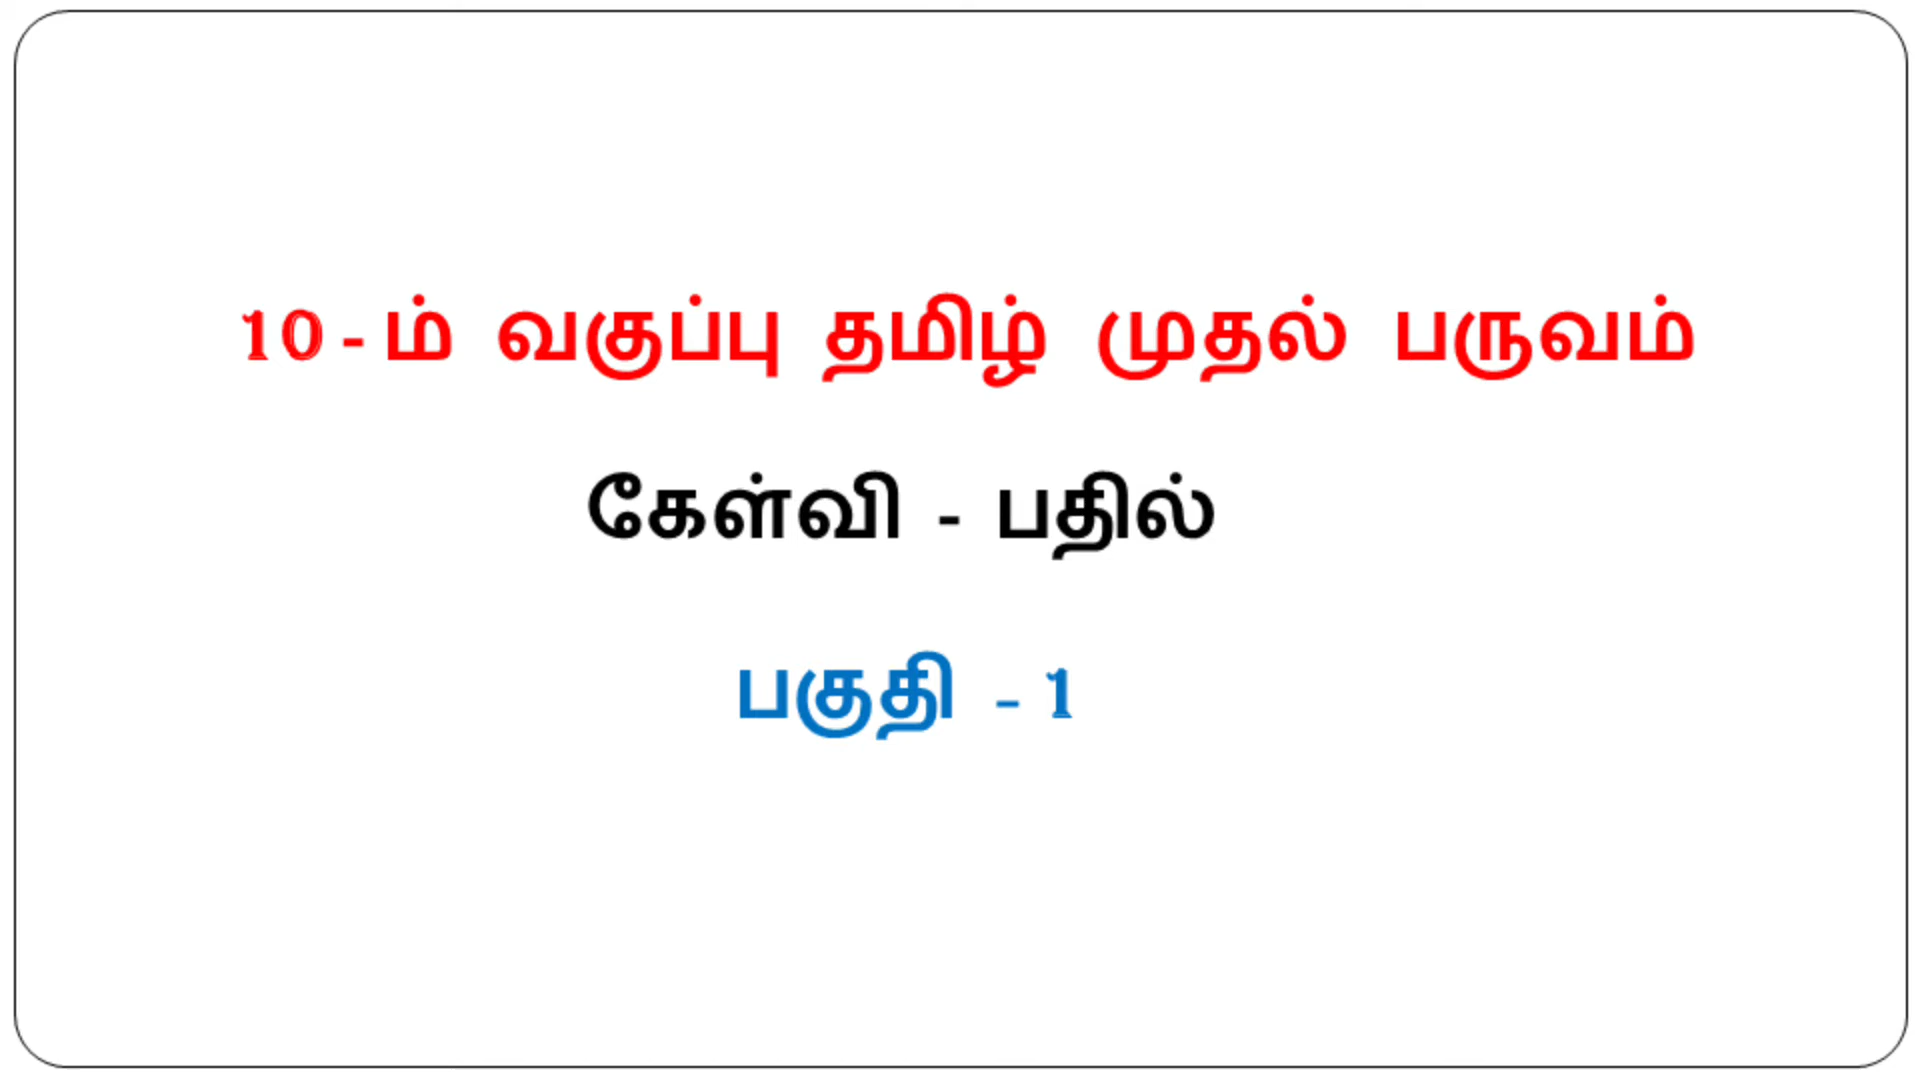 10-ம் வகுப்பு தமிழ் முதல் பருவம்
கேள்வி - பதில்
பகுதி - 1